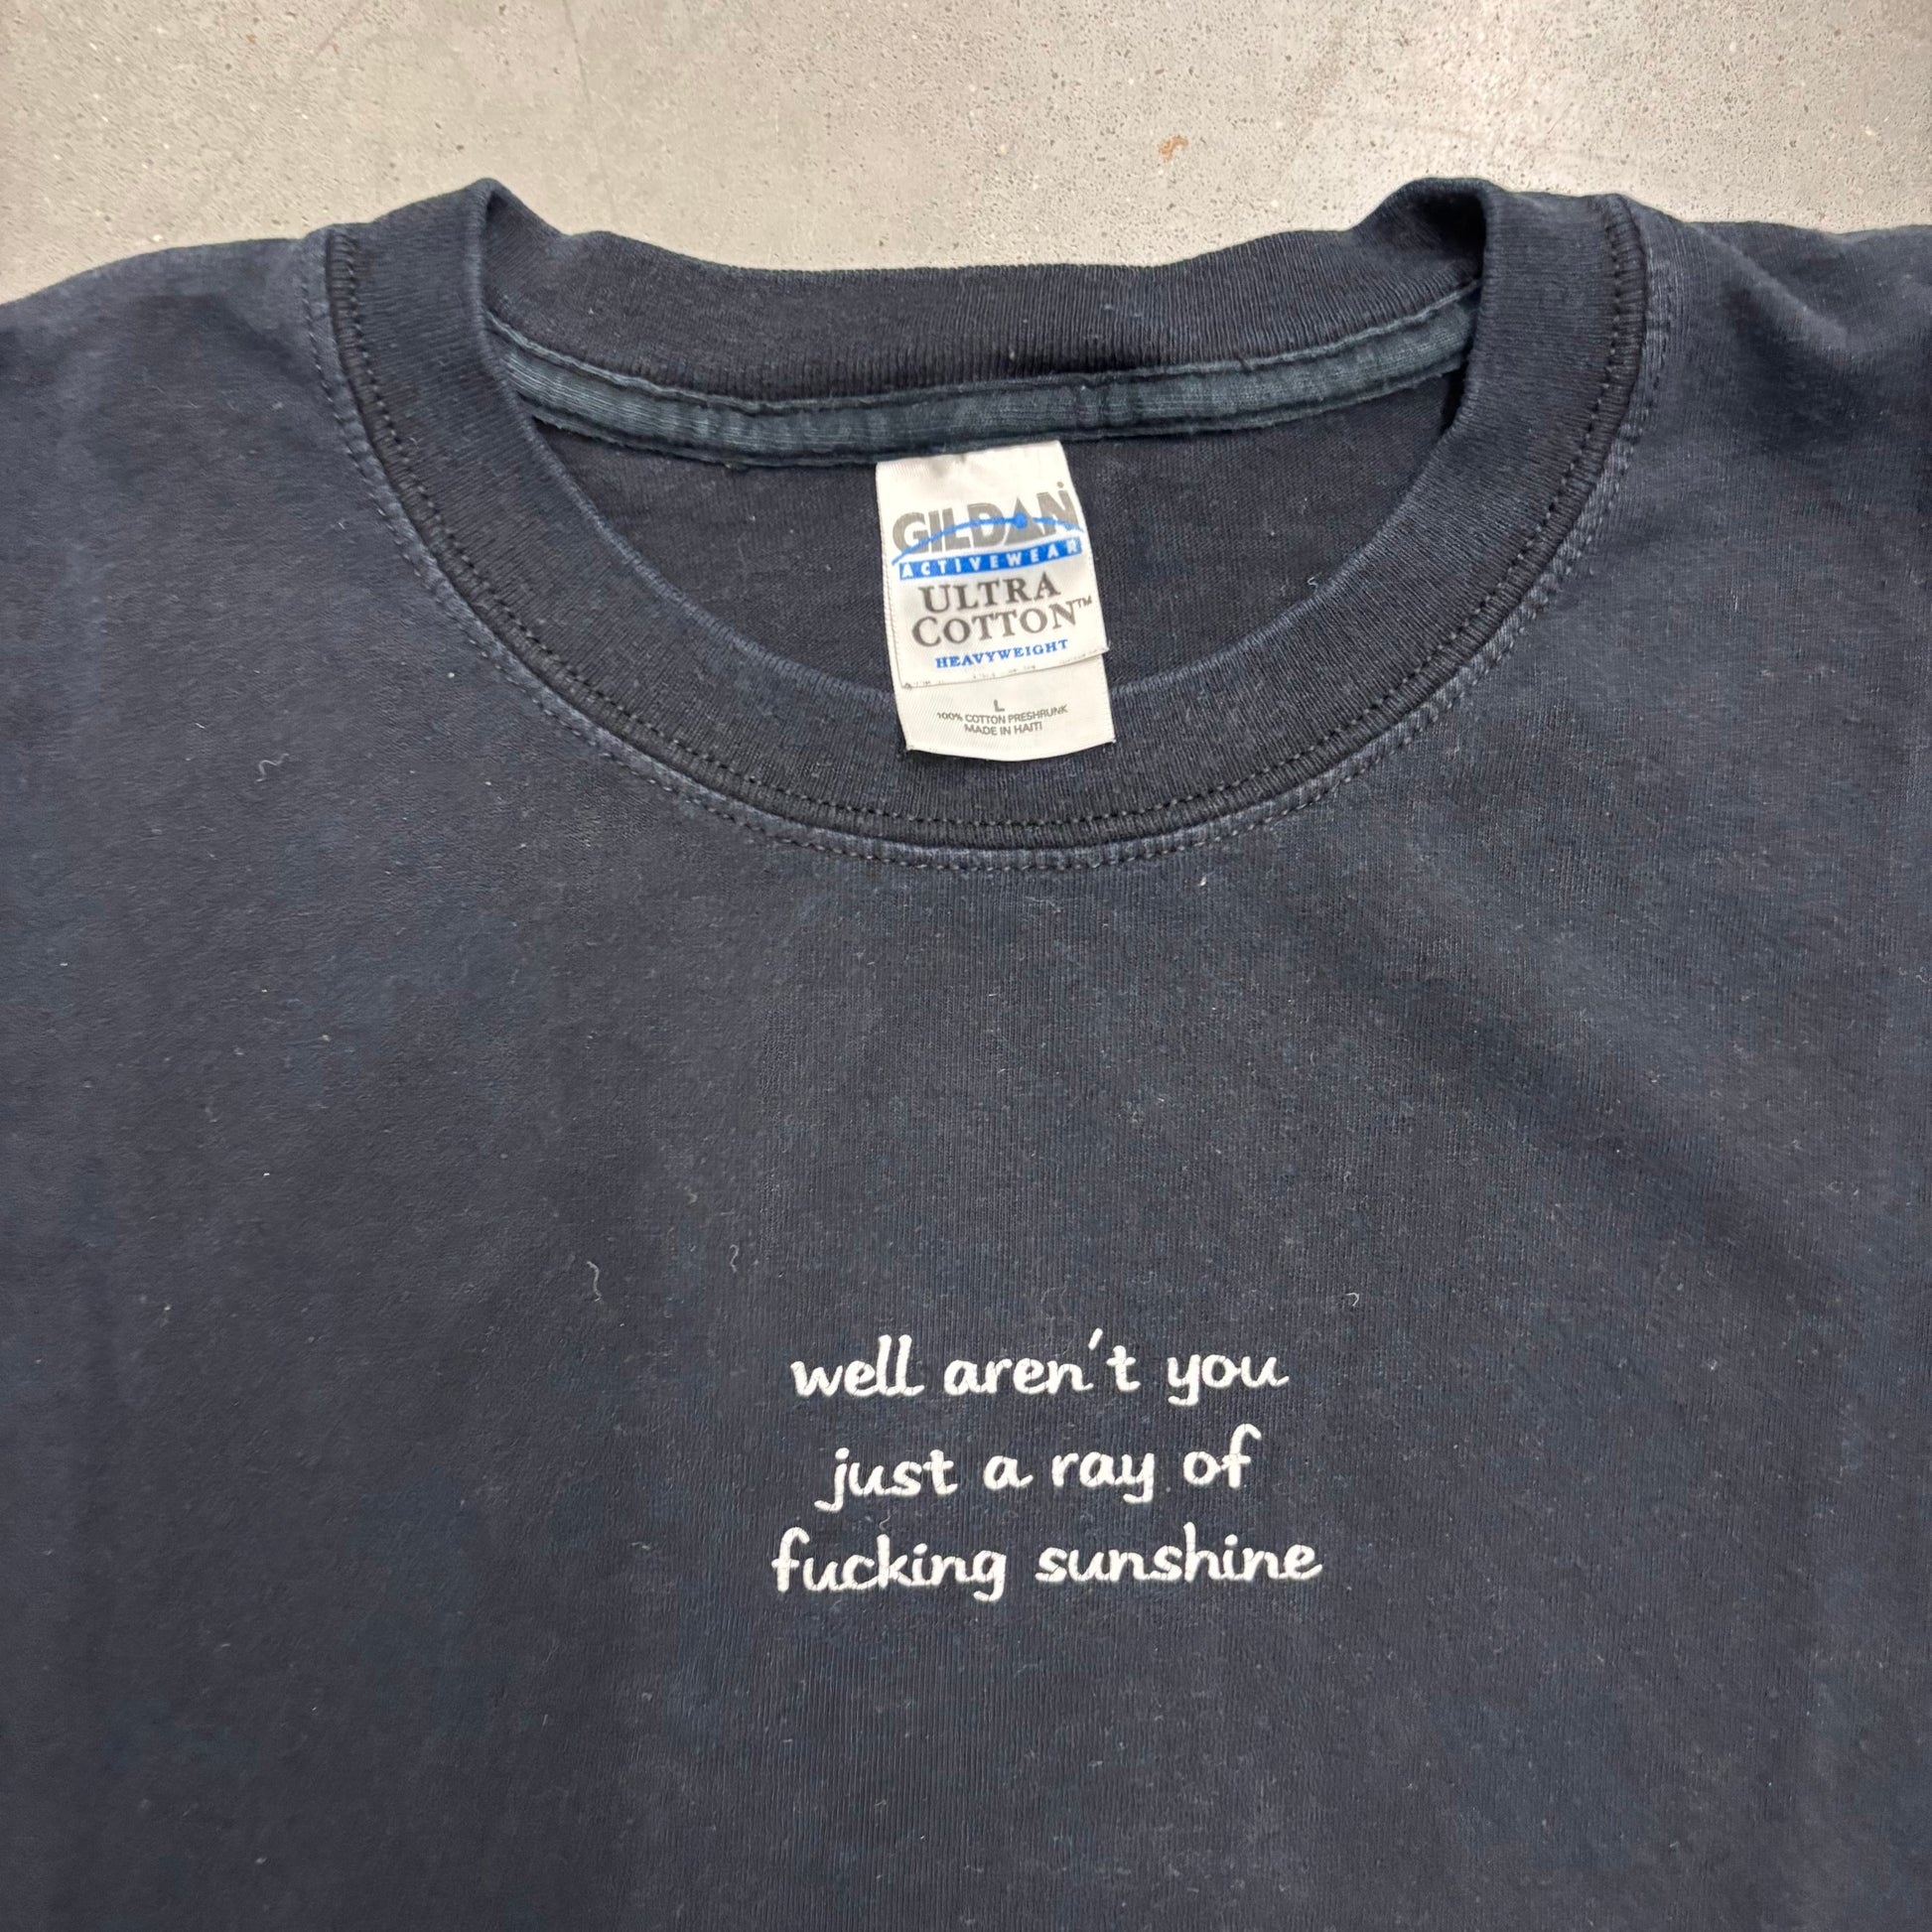 GILDAN
ACTIVEWEAR
ULTRA
COTTON™
HEAVYWEIGHT
L
100% COTTON PRESHRUNK
MADE IN HAITI
well aren't you
just a ray of
fucking sunshine